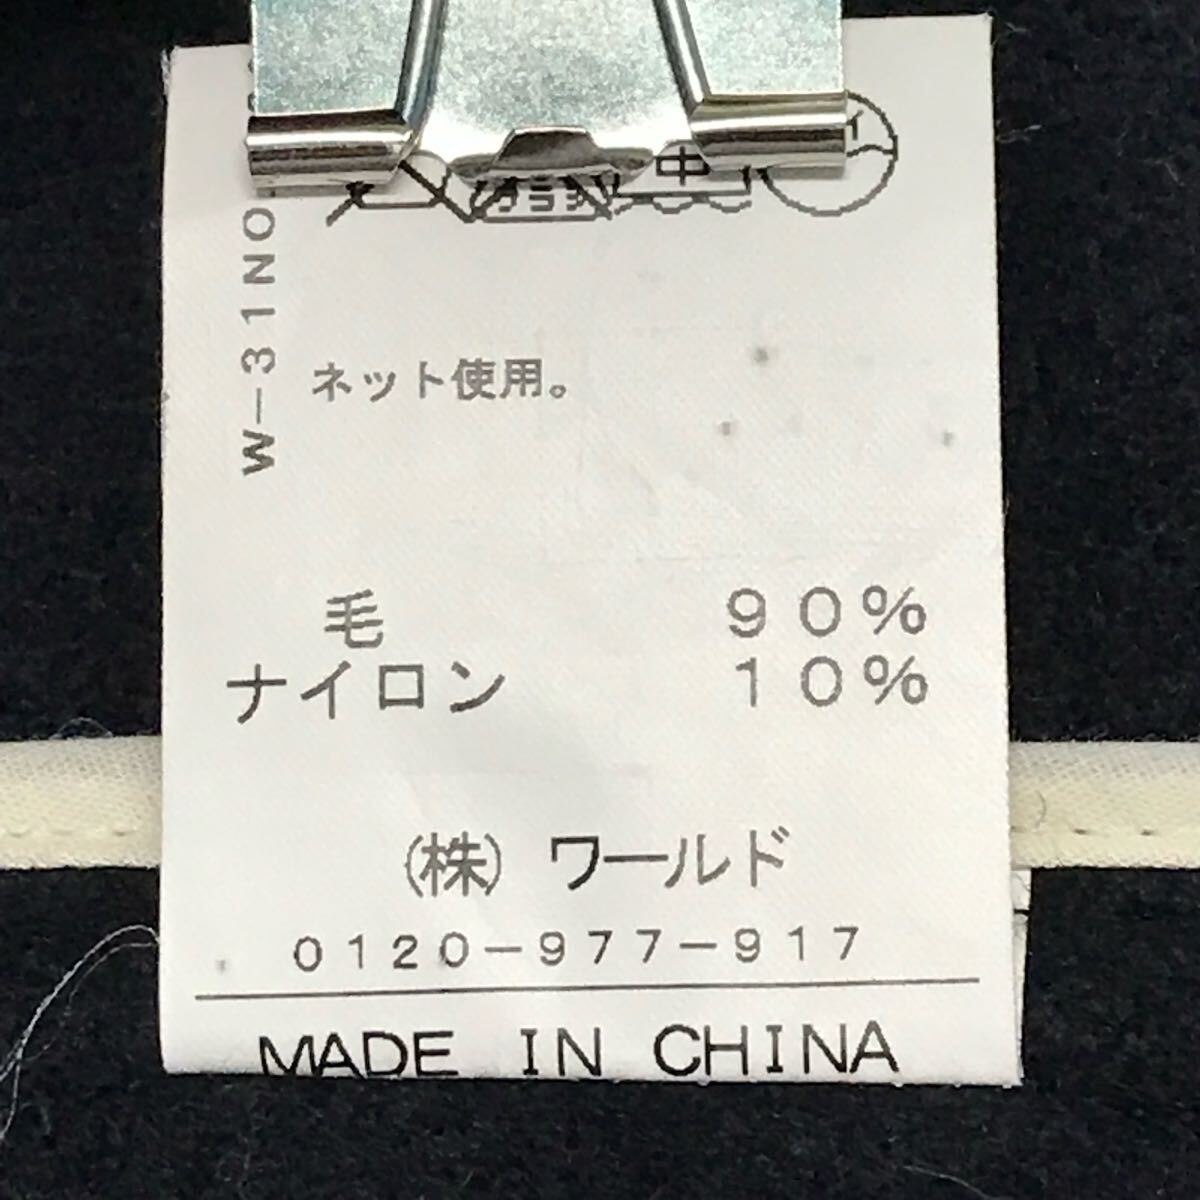 中
W-31NO
ネット使用。
毛 90%
ナイロン 10%
(株) ワールド
0120-977-917
MADE IN CHINA